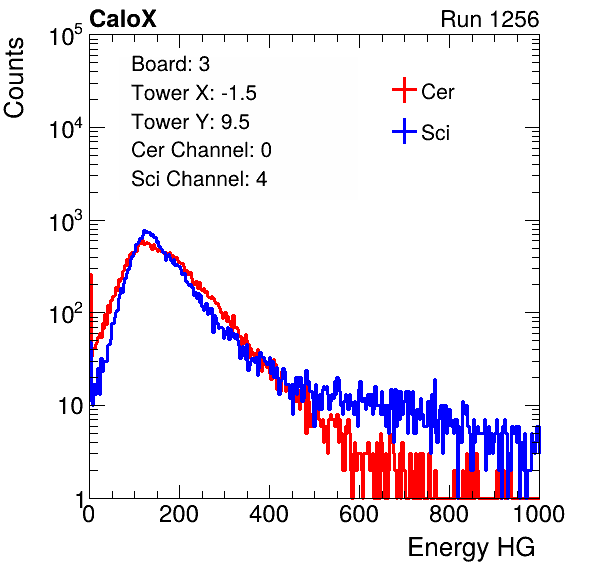 CaloX Run 1256
Counts
Board: 3
Tower X: -1.5
Tower Y: 9.5
Cer Channel: 0
Sci Channel: 4
Cer
Sci
10^5
10^4
10^3
10^2
10
1
0 200 400 600 800 1000
Energy HG